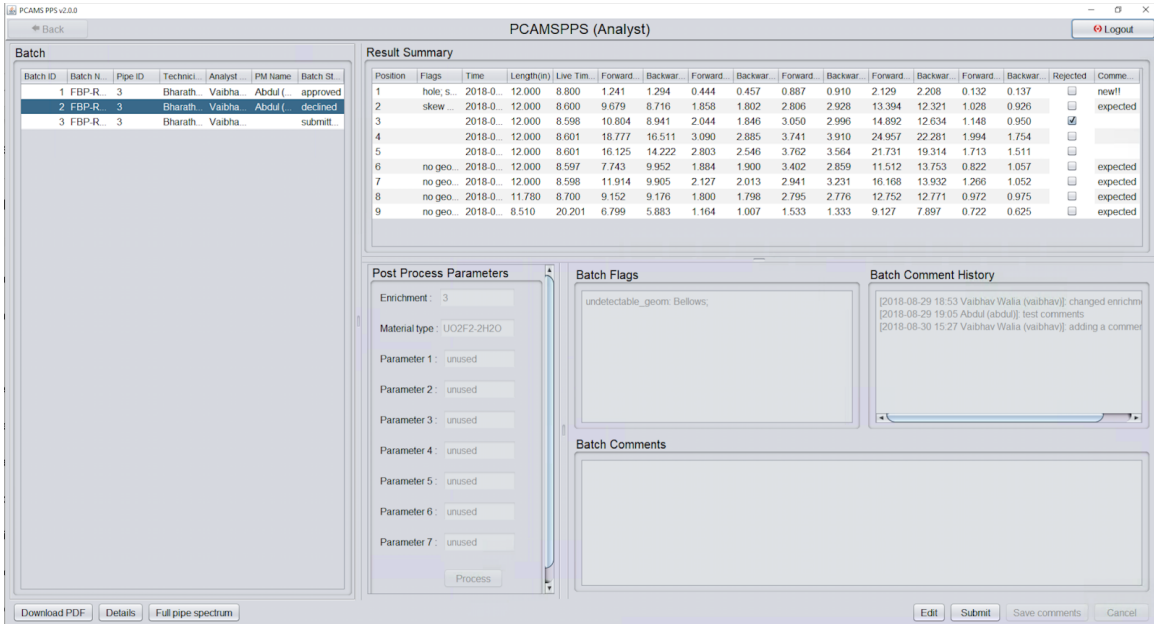 PCAMS PPS v2.0.0
Back
PCAMSPPS (Analyst)
Logout
Batch
Batch ID Batch N... Pipe ID Technici... Analyst ... PM Name Batch St...
1 FBP-R... 3 Bharath... Vaibha... Abdul (... approved
2 FBP-R... 3 Bharath... Vaibha... Abdul (... declined
3 FBP-R... 3 Bharath... Vaibha... submitt...
Result Summary
Position Flags Time Length(in) Live Tim... Forward... Backwar... Forward... Backwar... Forward... Backwar... Forward... Backwar... Forward... Backwar... Rejected Comme...
1 hole; s... 2018-0... 12.000 8.800 1.241 1.294 0.444 0.457 0.887 0.910 2.129 2.208 0.132 0.137 new!!
2 skew ... 2018-0... 12.000 8.600 9.679 8.716 1.858 1.802 2.806 2.928 13.394 12.321 1.028 0.926 expected
3 2018-0... 12.000 8.598 10.804 8.941 2.044 1.846 3.050 2.996 14.892 12.634 1.148 0.950
4 2018-0... 12.000 8.601 18.777 16.511 3.090 2.885 3.741 3.910 24.957 22.281 1.994 1.754
5 2018-0... 12.000 8.601 16.125 14.222 2.803 2.546 3.762 3.564 21.731 19.314 1.713 1.511
6 no geo... 2018-0... 12.000 8.597 7.743 9.952 1.884 1.900 3.402 2.859 11.512 13.753 0.822 1.057 expected
7 no geo... 2018-0... 12.000 8.598 11.914 9.905 2.127 2.013 2.941 3.231 16.168 13.932 1.266 1.052 expected
8 no geo... 2018-0... 11.780 8.700 9.152 9.176 1.800 1.798 2.795 2.776 12.752 12.771 0.972 0.975 expected
9 no geo... 2018-0... 8.510 20.201 6.799 5.883 1.164 1.007 1.533 1.333 9.127 7.897 0.722 0.625 expected
Post Process Parameters
Enrichment : 3
Material type : UO2F2-2H2O
Parameter 1 : unused
Parameter 2 : unused
Parameter 3 : unused
Parameter 4 : unused
Parameter 5 : unused
Parameter 6 : unused
Parameter 7 : unused
Process
Batch Flags
undetectable_geom: Bellows;
Batch Comment History
[2018-08-29 18:53 Vaibhav Walia (vaibhav)]: changed enrichm
[2018-08-29 19:05 Abdul (abdul)]: test comments
[2018-08-30 15:27 Vaibhav Walia (vaibhav)]: adding a commer
Batch Comments
Download PDF Details Full pipe spectrum
Edit Submit Save comments Cancel